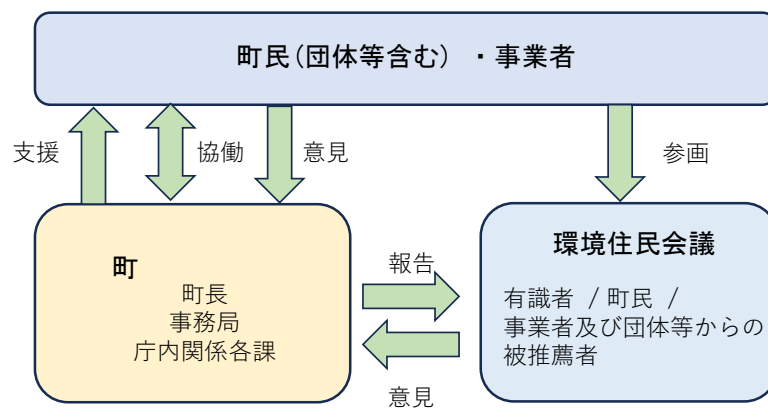 町民(団体等含む) ・事業者
支援
協働
意見
参画
町
町長
事務局
庁内関係各課
報告
意見
環境住民会議
有識者 / 町民 /
事業者及び団体等からの
被推薦者